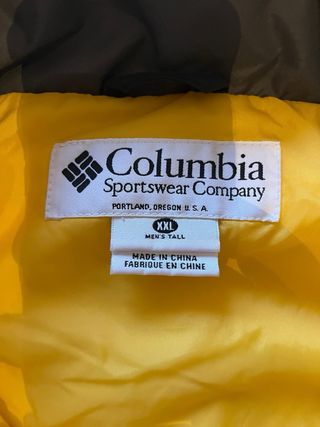 Columbia
Sportswear Company
PORTLAND, OREGON U.S.A.
XXL
MEN'S TALL
MADE IN CHINA
FABRIQUE EN CHINE